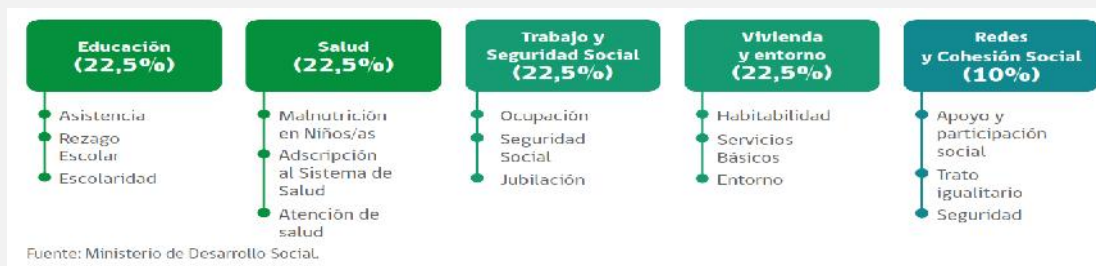 Educación
(22,5%)
Asistencia
Rezago
Escolar
Escolaridad
Salud
(22,5%)
Malnutrición
en Niños/as
Adscripción
al Sistema de
Salud
Atención de
salud
Trabajo y
Seguridad Social
(22,5%)
Ocupación
Seguridad
Social
Jubilación
Vivienda
y entorno
(22,5%)
Habitabilidad
Servicios
Básicos
Entorno
Redes
y Cohesión Social
(10%)
Apoyo y
participación
social
Trato
igualitario
Seguridad
Fuente: Ministerio de Desarrollo Social.